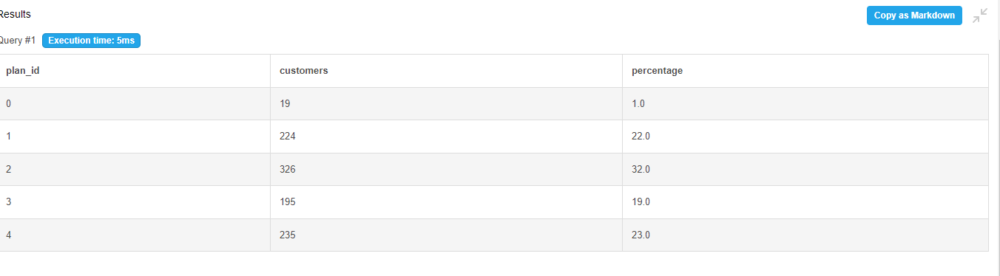 Results
Copy as Markdown
Query #1 Execution time: 5ms
plan_id customers percentage
0 19 1.0
1 224 22.0
2 326 32.0
3 195 19.0
4 235 23.0